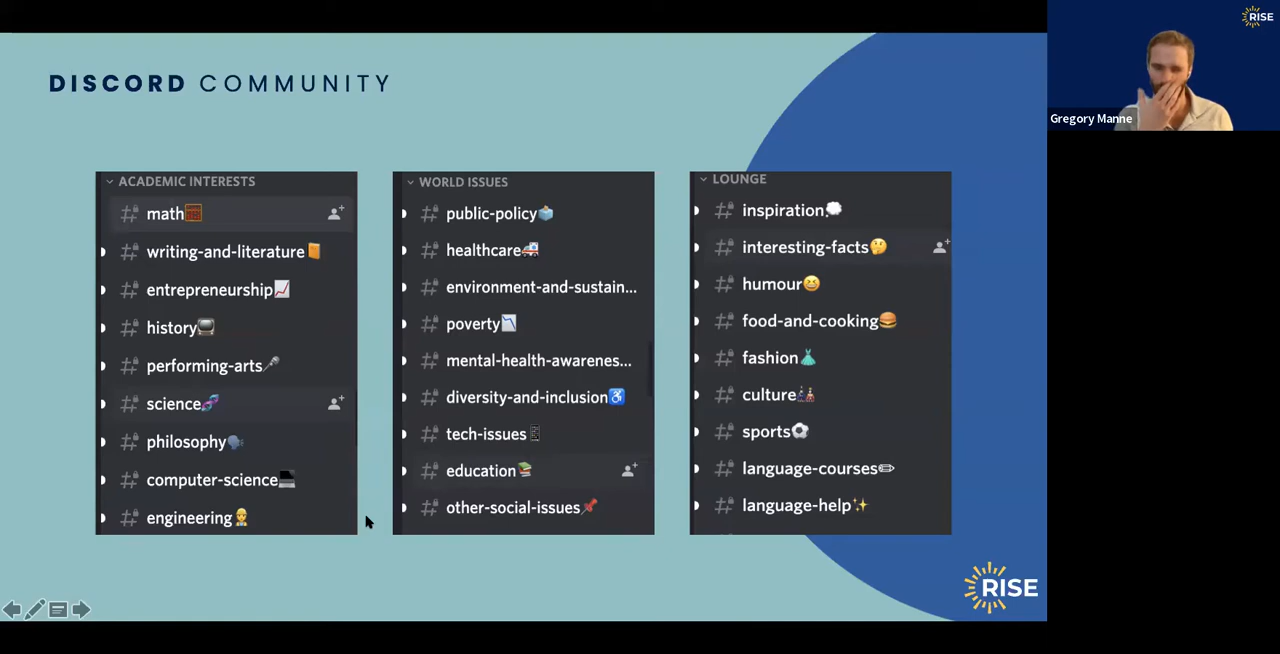 DISCORD COMMUNITY
ACADEMIC INTERESTS
# math🧮
# writing-and-literature📙
# entrepreneurship📈
# history📺
# performing-arts🎤
# science🧬
# philosophy🗣️
# computer-science💻
# engineering👷
WORLD ISSUES
# public-policy🗳️
# healthcare🚑
# environment-and-sustain...
# poverty📉
# mental-health-awarenes...
# diversity-and-inclusion♿
# tech-issues
# education📚
# other-social-issues📌
LOUNGE
# inspiration💭
# interesting-facts🤔
# humour😆
# food-and-cooking🍔
# fashion👗
# culture🎎
# sports⚽
# language-courses✏
# language-help✨
RISE
RISE
Gregory Manne